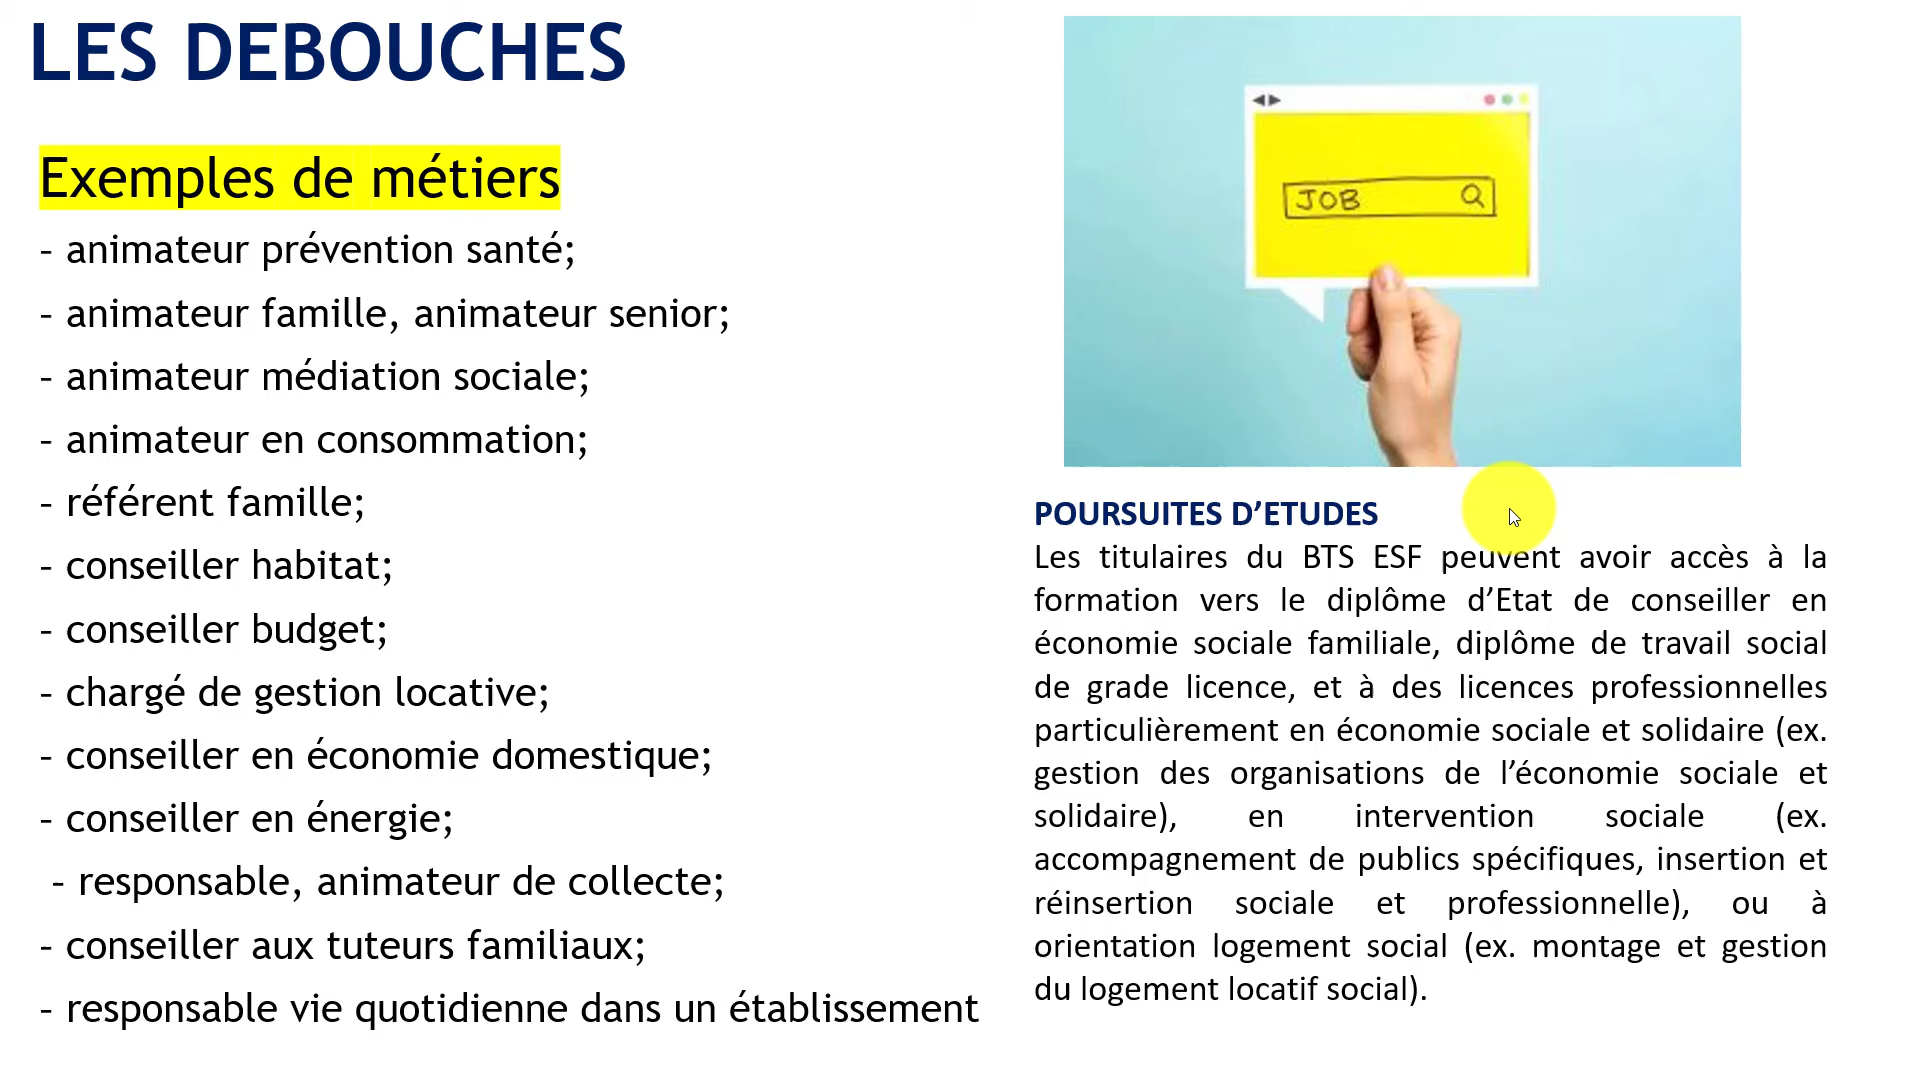 LES DEBOUCHES
Exemples de métiers
- animateur prévention santé;
- animateur famille, animateur senior;
- animateur médiation sociale;
- animateur en consommation;
- référent famille;
- conseiller habitat;
- conseiller budget;
- chargé de gestion locative;
- conseiller en économie domestique;
- conseiller en énergie;
- responsable, animateur de collecte;
- conseiller aux tuteurs familiaux;
- responsable vie quotidienne dans un établissement
JOB
POURSUITES D’ETUDES
Les titulaires du BTS ESF peuvent avoir accès à la
formation vers le diplôme d’Etat de conseiller en
économie sociale familiale, diplôme de travail social
de grade licence, et à des licences professionnelles
particulièrement en économie sociale et solidaire (ex.
gestion des organisations de l’économie sociale et
solidaire), en intervention sociale (ex.
accompagnement de publics spécifiques, insertion et
réinsertion sociale et professionnelle), ou à
orientation logement social (ex. montage et gestion
du logement locatif social).